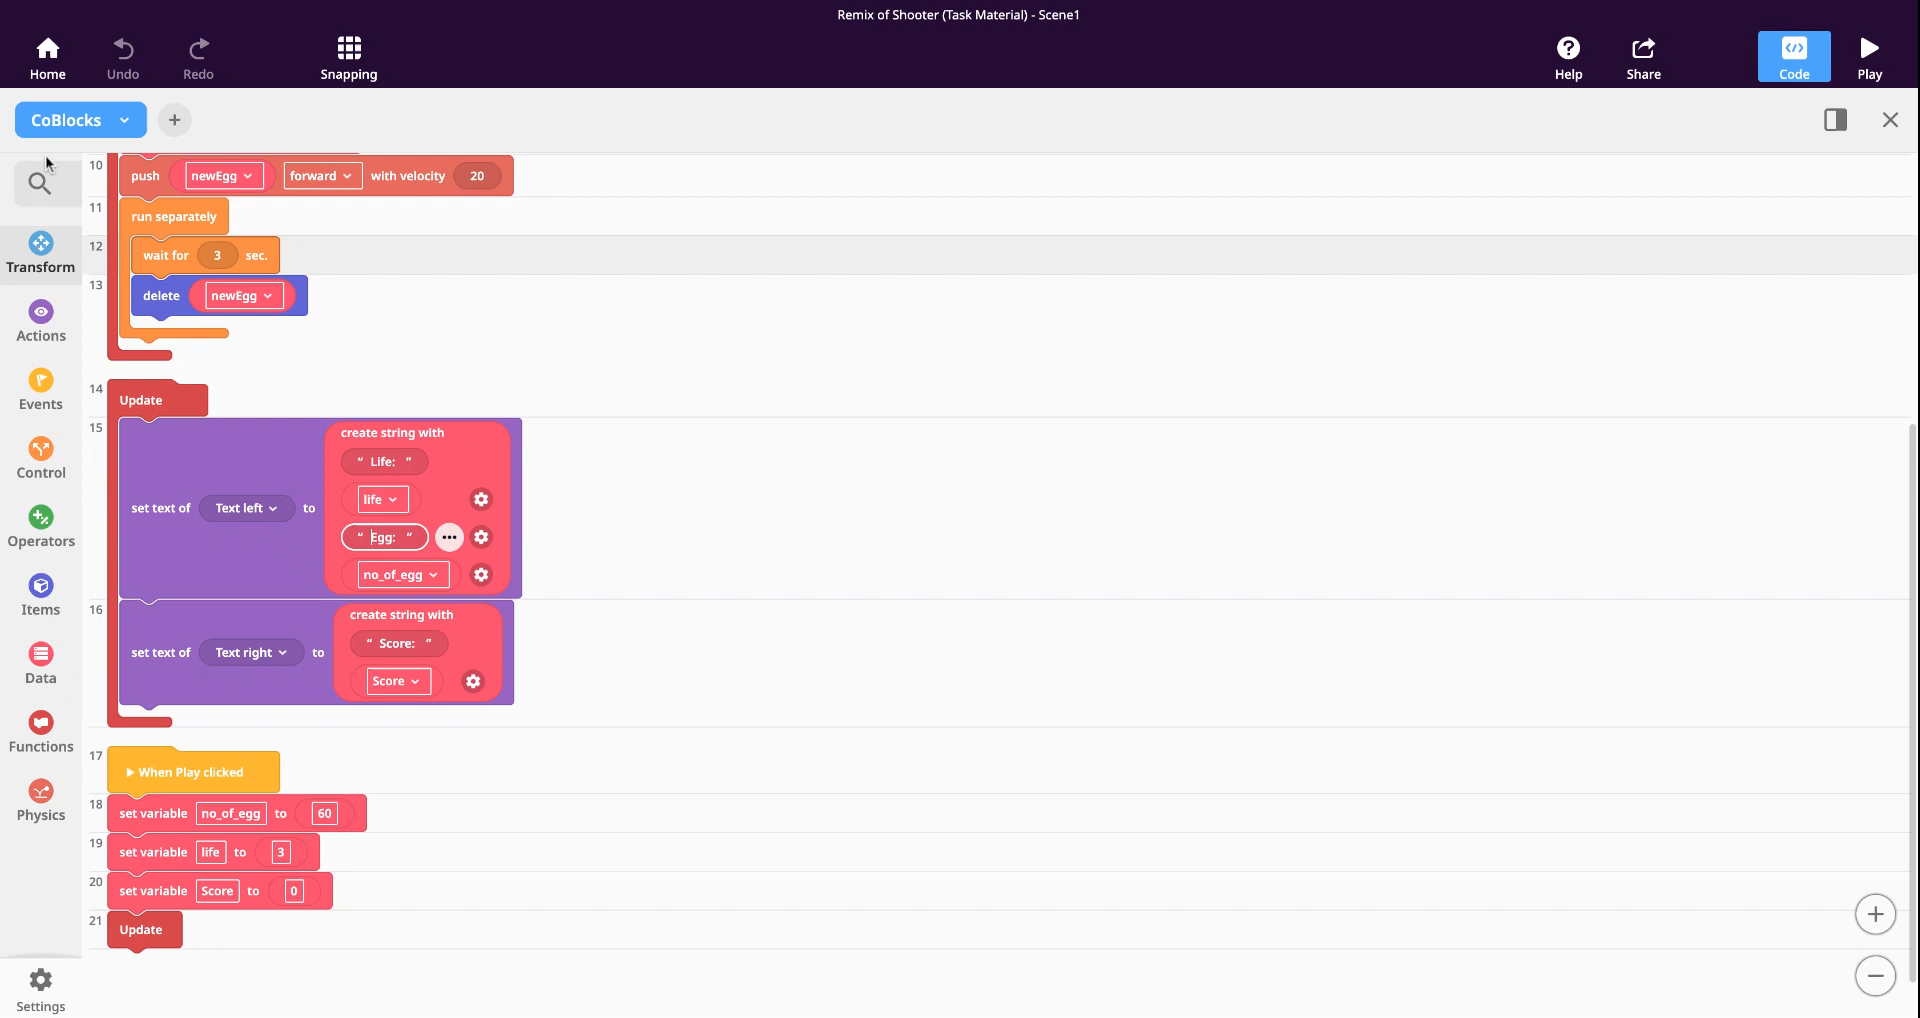 Remix of Shooter (Task Material) - Scene1
Home
Undo
Redo
Snapping
Help
Share
Code
Play
CoBlocks
Transform
Actions
Events
Control
Operators
Items
Data
Functions
Physics
Settings
10 push newEgg forward with velocity 20
11 run separately
12 wait for 3 sec.
13 delete newEgg
14 Update
15 set text of Text left to create string with
“ Life: ”
life
“ Egg: ”
no_of_egg
16 set text of Text right to create string with
“ Score: ”
Score
17 When Play clicked
18 set variable no_of_egg to 60
19 set variable life to 3
20 set variable Score to 0
21 Update